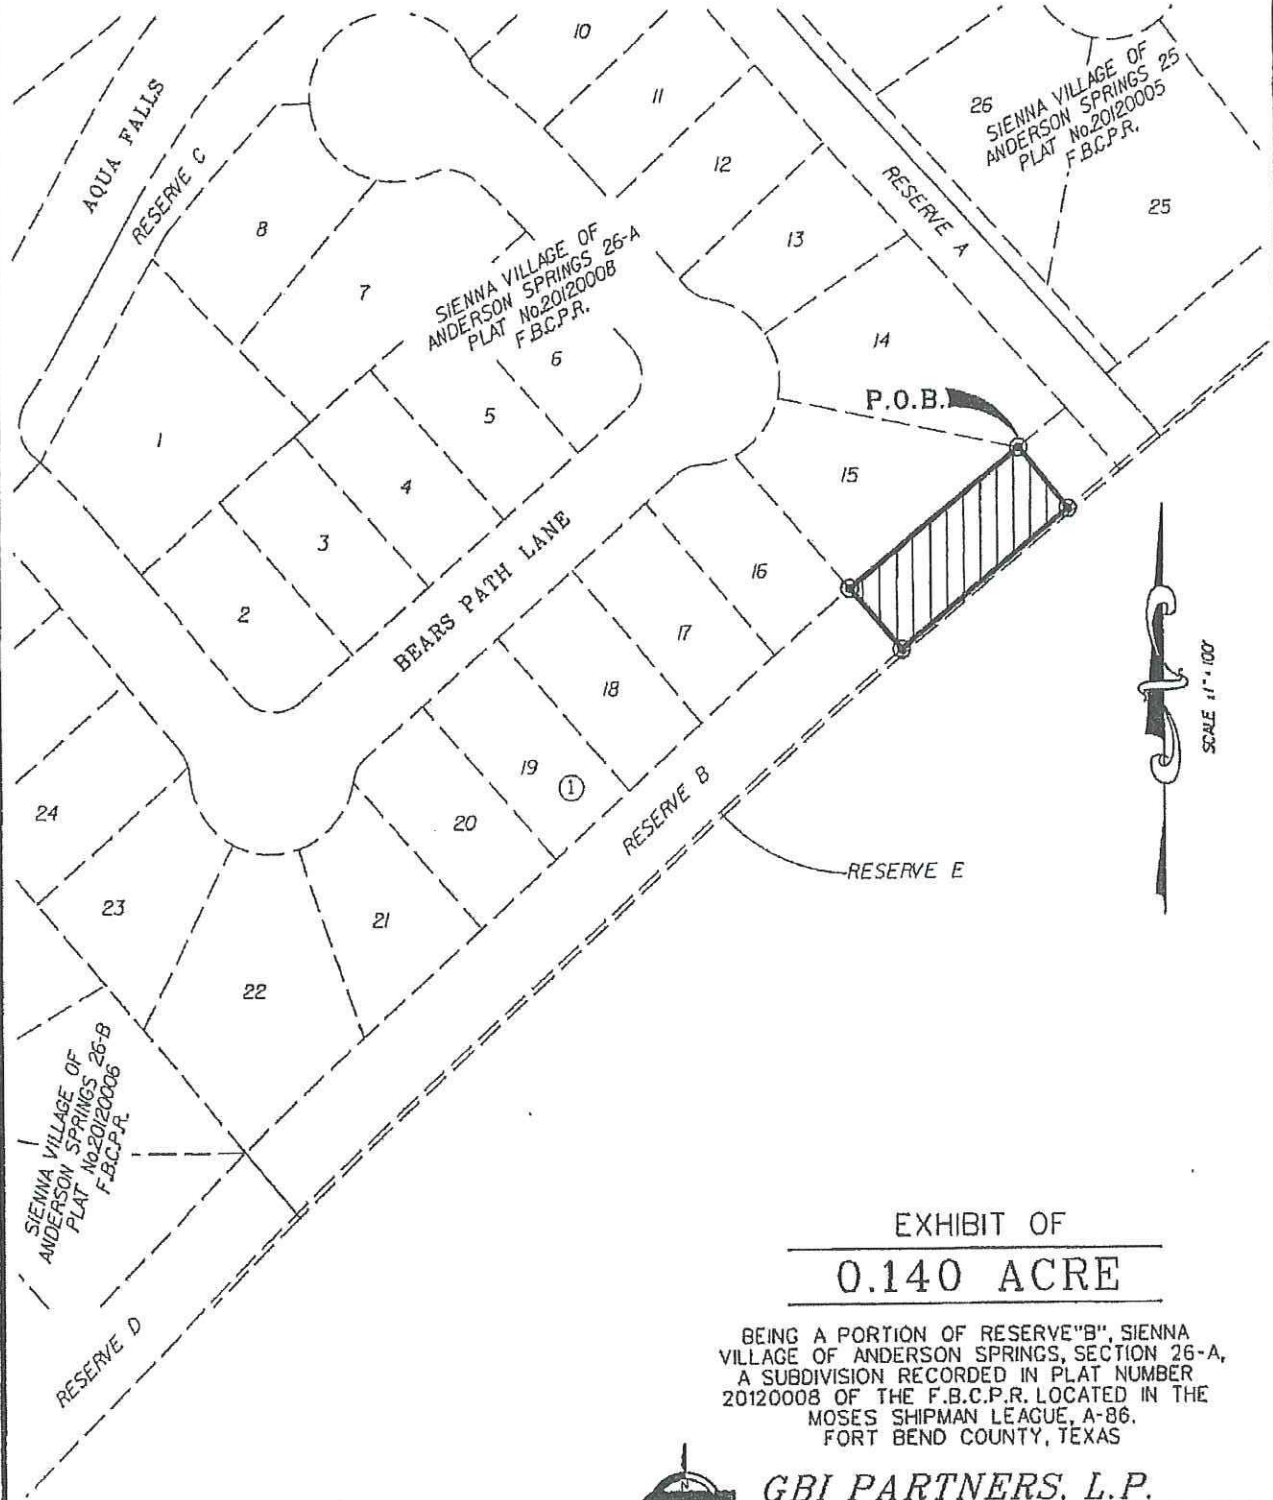 10
11
12
13
14
15
16
17
18
19
20
21
22
23
24
1
2
3
4
5
6
7
8
26
25
①
AQUA FALLS
RESERVE C
SIENNA VILLAGE OF
ANDERSON SPRINGS 25
PLAT No.20120005
F.B.C.P.R.
RESERVE A
SIENNA VILLAGE OF
ANDERSON SPRINGS 26-A
PLAT No.20120008
F.B.C.P.R.
P.O.B.
BEARS PATH LANE
SCALE :1"=100'
RESERVE B
RESERVE E
SIENNA VILLAGE OF
ANDERSON SPRINGS 26-B
PLAT No.20120006
F.B.C.P.R.
RESERVE D
EXHIBIT OF
0.140 ACRE
BEING A PORTION OF RESERVE"B", SIENNA
VILLAGE OF ANDERSON SPRINGS, SECTION 26-A,
A SUBDIVISION RECORDED IN PLAT NUMBER
20120008 OF THE F.B.C.P.R. LOCATED IN THE
MOSES SHIPMAN LEAGUE, A-86,
FORT BEND COUNTY, TEXAS
N
GBI PARTNERS, L.P.